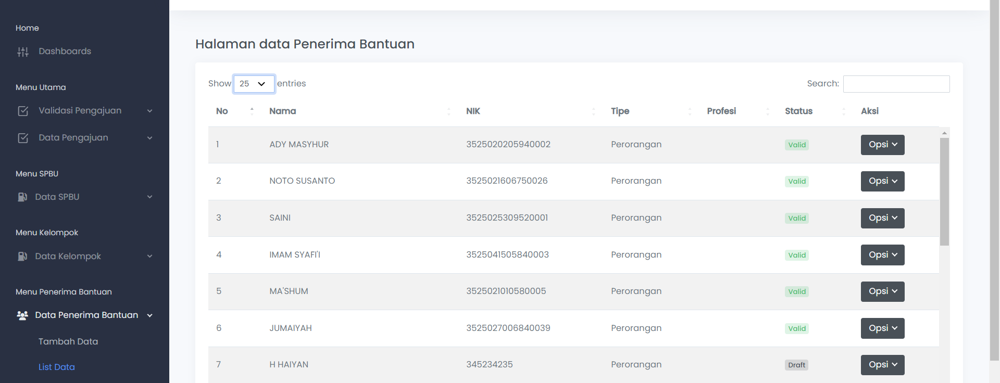 Home
Dashboards
Menu Utama
Validasi Pengajuan
Data Pengajuan
Menu SPBU
Data SPBU
Menu Kelompok
Data Kelompok
Menu Penerima Bantuan
Data Penerima Bantuan
Tambah Data
List Data
Halaman data Penerima Bantuan
Show 25 entries
Search:
No Nama NIK Tipe Profesi Status Aksi
1 ADY MASYHUR 3525020205940002 Perorangan Valid Opsi
2 NOTO SUSANTO 3525021606750026 Perorangan Valid Opsi
3 SAINI 3525025309520001 Perorangan Valid Opsi
4 IMAM SYAFI'I 3525041505840003 Perorangan Valid Opsi
5 MA'SHUM 3525021010580005 Perorangan Valid Opsi
6 JUMAIYAH 3525027006840039 Perorangan Valid Opsi
7 H HAIYAN 345234235 Perorangan Draft Opsi